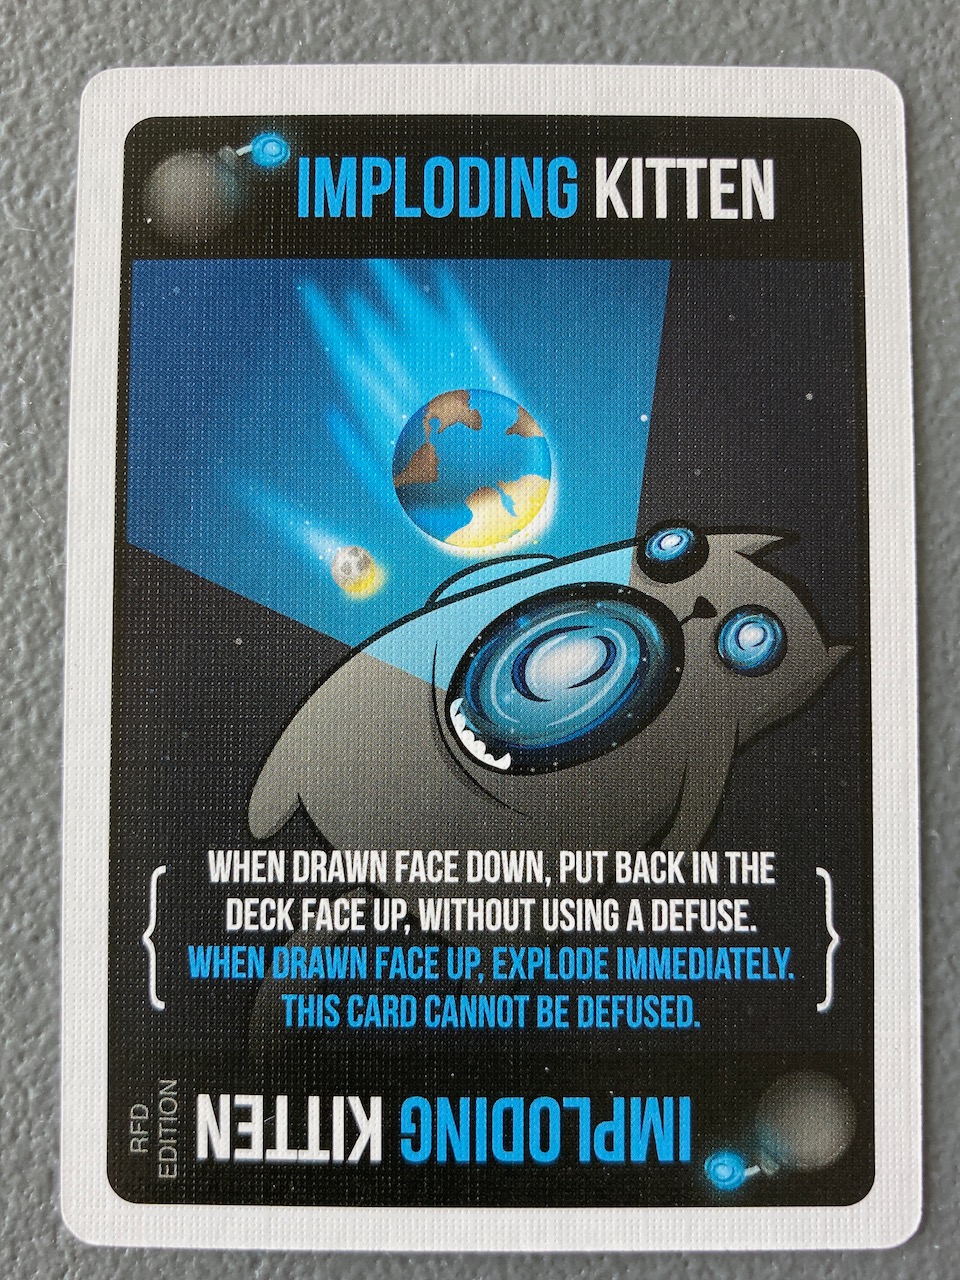 IMPLODING KITTEN
WHEN DRAWN FACE DOWN, PUT BACK IN THE
DECK FACE UP, WITHOUT USING A DEFUSE.
WHEN DRAWN FACE UP, EXPLODE IMMEDIATELY.
THIS CARD CANNOT BE DEFUSED.
RFD
EDITION
IMPLODING KITTEN